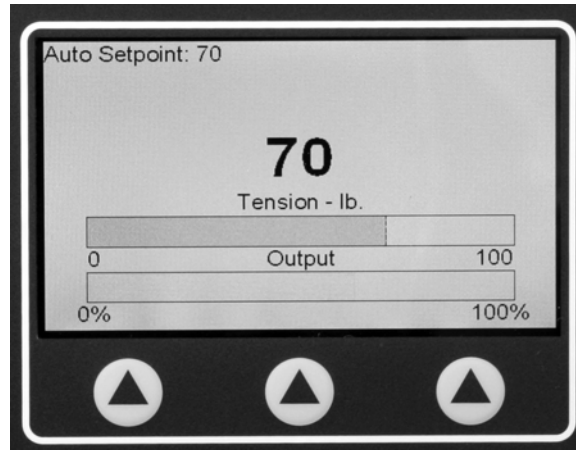 Auto Setpoint: 70
70
Tension - lb.
0 Output 100
0% 100%